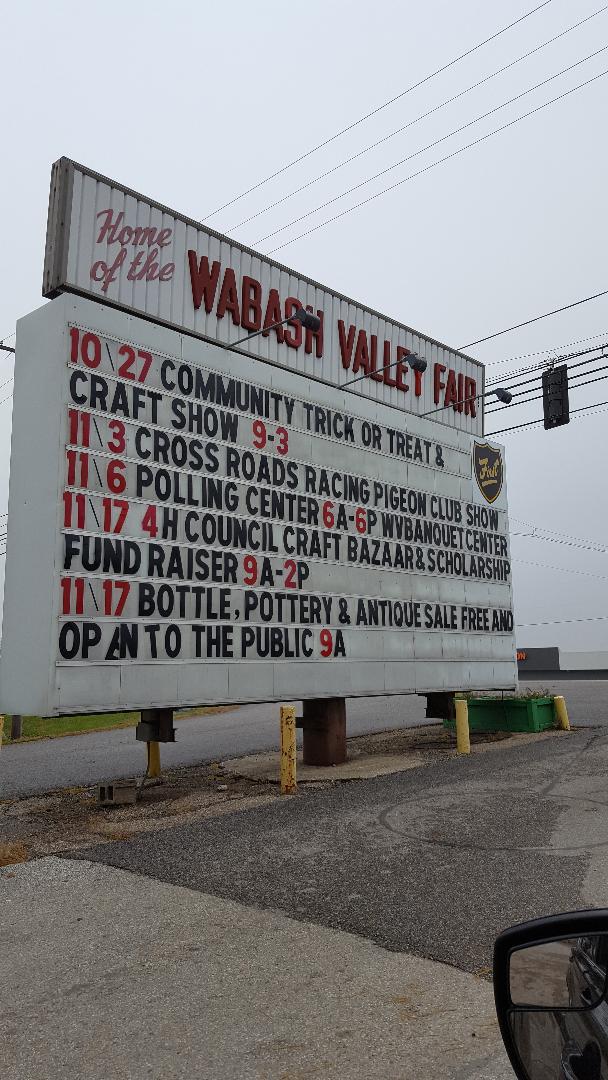 Home
of the
WABASH VALLEY FAIR
10\27 COMMUNITY TRICK OR TREAT &
CRAFT SHOW 9-3
11\3 CROSS ROADS RACING PIGEON CLUB SHOW
11\6 POLLING CENTER 6A-6P WVBANQUET CENTER
11\17 4H COUNCIL CRAFT BAZAAR & SCHOLARSHIP
FUND RAISER 9A-2P
11\17 BOTTLE, POTTERY & ANTIQUE SALE FREE AND
OPAN TO THE PUBLIC 9A
First